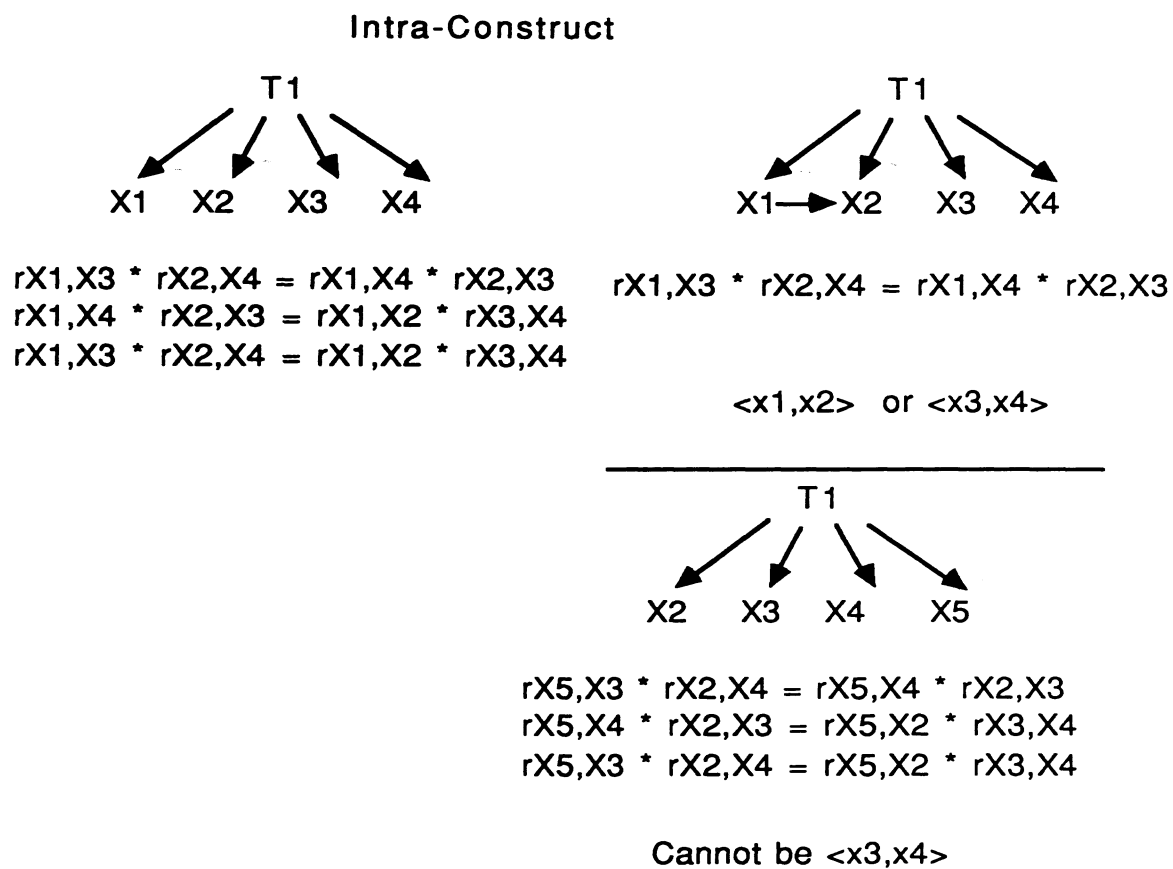 Intra-Construct
T1
X1 X2 X3 X4
rX1,X3 * rX2,X4 = rX1,X4 * rX2,X3
rX1,X4 * rX2,X3 = rX1,X2 * rX3,X4
rX1,X3 * rX2,X4 = rX1,X2 * rX3,X4
T1
X1 X2 X3 X4
rX1,X3 * rX2,X4 = rX1,X4 * rX2,X3
<x1,x2> or <x3,x4>
T1
X2 X3 X4 X5
rX5,X3 * rX2,X4 = rX5,X4 * rX2,X3
rX5,X4 * rX2,X3 = rX5,X2 * rX3,X4
rX5,X3 * rX2,X4 = rX5,X2 * rX3,X4
Cannot be <x3,x4>